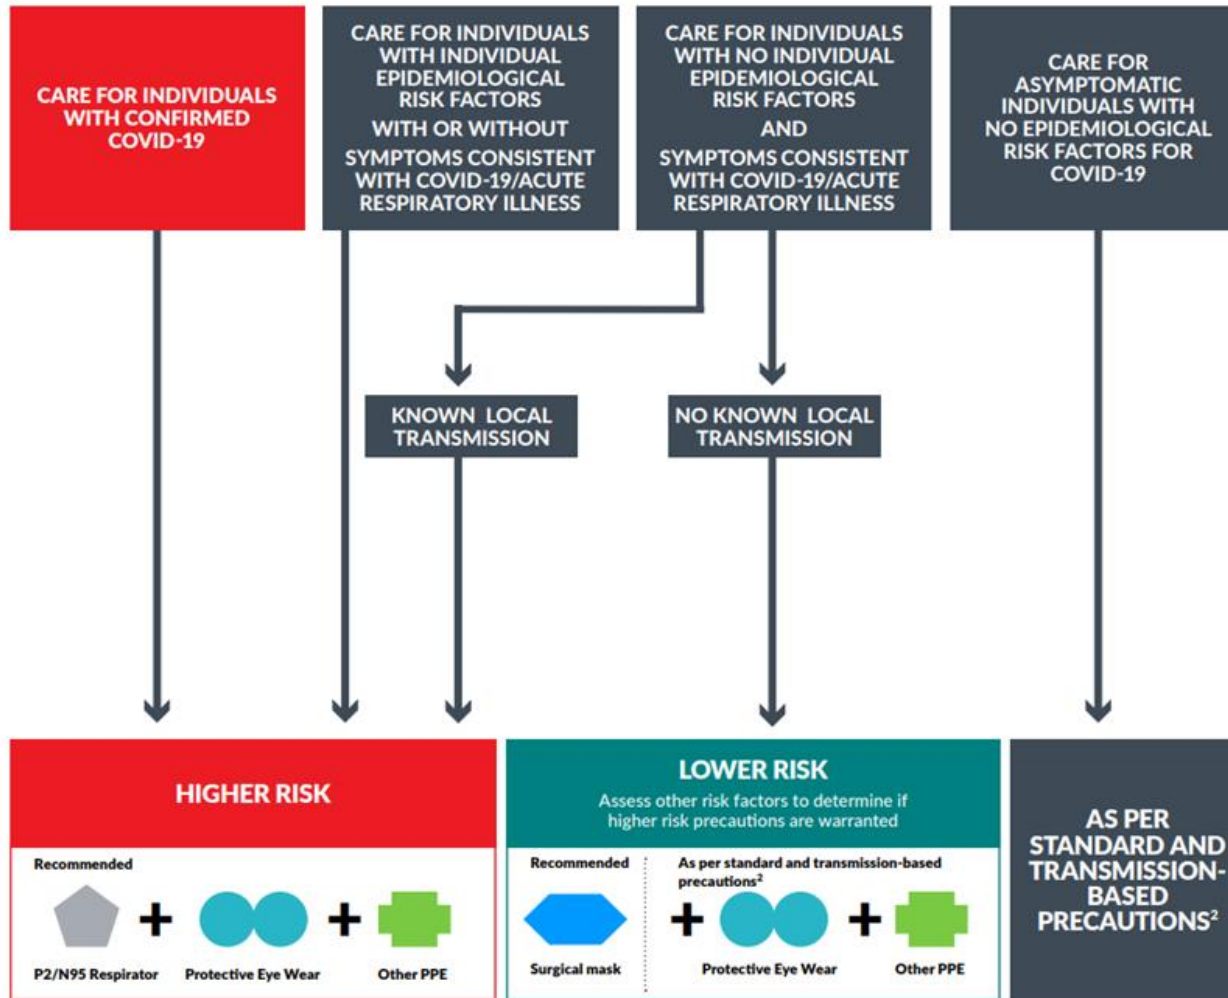 CARE FOR INDIVIDUALS
WITH CONFIRMED
COVID-19
CARE FOR INDIVIDUALS
WITH INDIVIDUAL
EPIDEMIOLOGICAL
RISK FACTORS
WITH OR WITHOUT
SYMPTOMS CONSISTENT
WITH COVID-19/ACUTE
RESPIRATORY ILLNESS
CARE FOR INDIVIDUALS
WITH NO INDIVIDUAL
EPIDEMIOLOGICAL
RISK FACTORS
AND
SYMPTOMS CONSISTENT
WITH COVID-19/ACUTE
RESPIRATORY ILLNESS
CARE FOR
ASYMPTOMATIC
INDIVIDUALS WITH
NO EPIDEMIOLOGICAL
RISK FACTORS FOR
COVID-19
KNOWN LOCAL
TRANSMISSION
NO KNOWN LOCAL
TRANSMISSION
HIGHER RISK
Recommended
+ +
P2/N95 Respirator Protective Eye Wear Other PPE
LOWER RISK
Assess other risk factors to determine if
higher risk precautions are warranted
Recommended
Surgical mask
As per standard and transmission-based
precautions²
+ +
Protective Eye Wear Other PPE
AS PER
STANDARD AND
TRANSMISSION-
BASED
PRECAUTIONS²